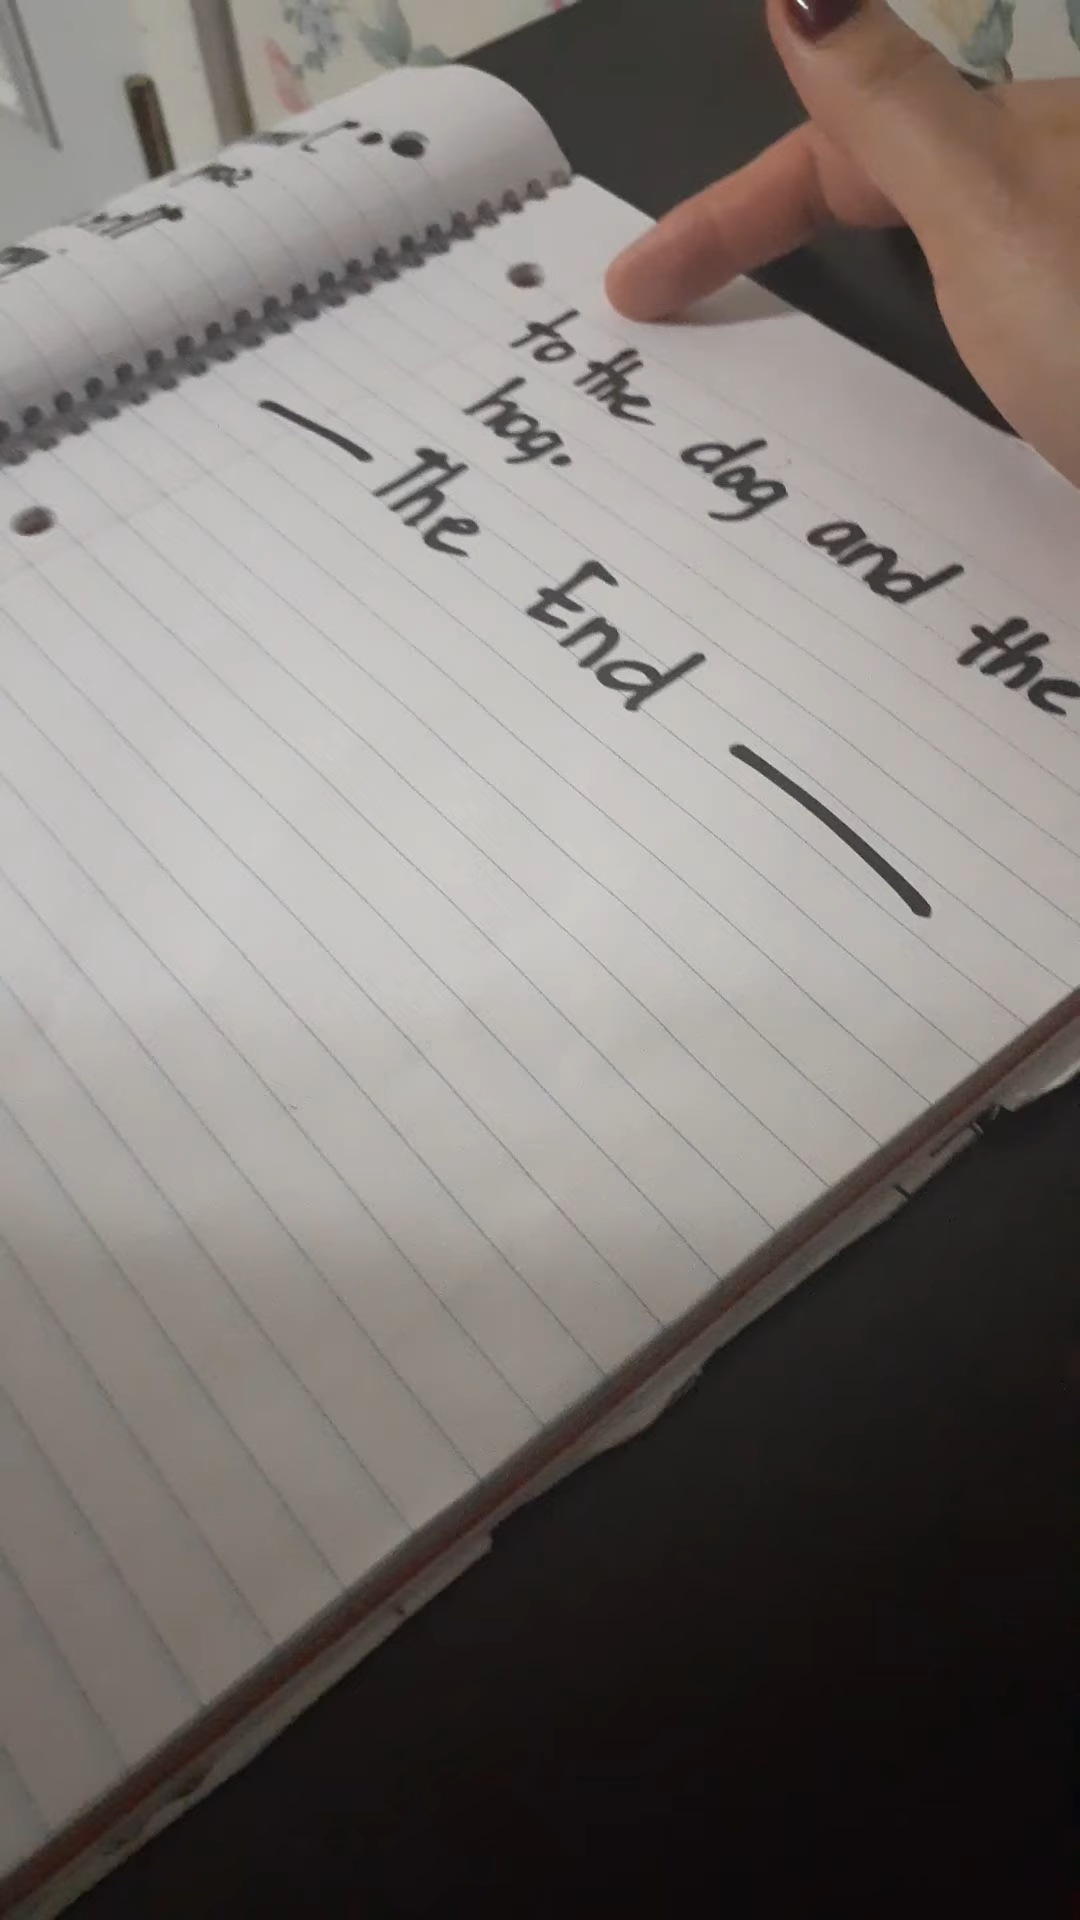 to the dog and the
hog.
— The End —